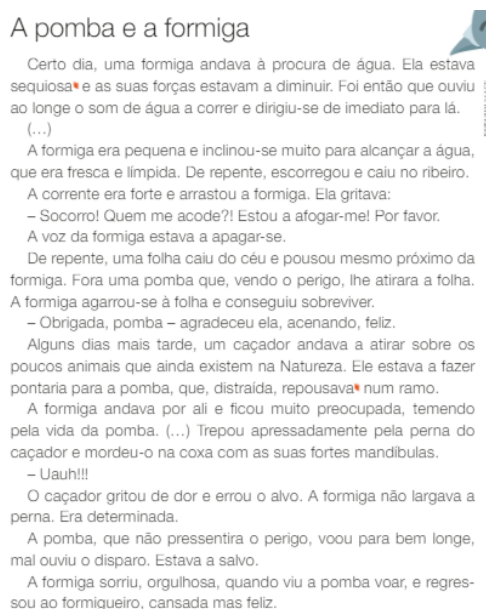 A pomba e a formiga
Certo dia, uma formiga andava à procura de água. Ela estava
sequiosa e as suas forças estavam a diminuir. Foi então que ouviu
ao longe o som de água a correr e dirigiu-se de imediato para lá.
(...)
A formiga era pequena e inclinou-se muito para alcançar a água,
que era fresca e límpida. De repente, escorregou e caiu no ribeiro.
A corrente era forte e arrastou a formiga. Ela gritava:
– Socorro! Quem me acode?! Estou a afogar-me! Por favor.
A voz da formiga estava a apagar-se.
De repente, uma folha caiu do céu e pousou mesmo próximo da
formiga. Fora uma pomba que, vendo o perigo, lhe atirara a folha.
A formiga agarrou-se à folha e conseguiu sobreviver.
– Obrigada, pomba – agradeceu ela, acenando, feliz.
Alguns dias mais tarde, um caçador andava a atirar sobre os
poucos animais que ainda existem na Natureza. Ele estava a fazer
pontaria para a pomba, que, distraída, repousava num ramo.
A formiga andava por ali e ficou muito preocupada, temendo
pela vida da pomba. (...) Trepou apressadamente pela perna do
caçador e mordeu-o na coxa com as suas fortes mandíbulas.
– Uauh!!!
O caçador gritou de dor e errou o alvo. A formiga não largava a
perna. Era determinada.
A pomba, que não pressentira o perigo, voou para bem longe,
mal ouviu o disparo. Estava a salvo.
A formiga sorriu, orgulhosa, quando viu a pomba voar, e regres-
sou ao formigueiro, cansada mas feliz.